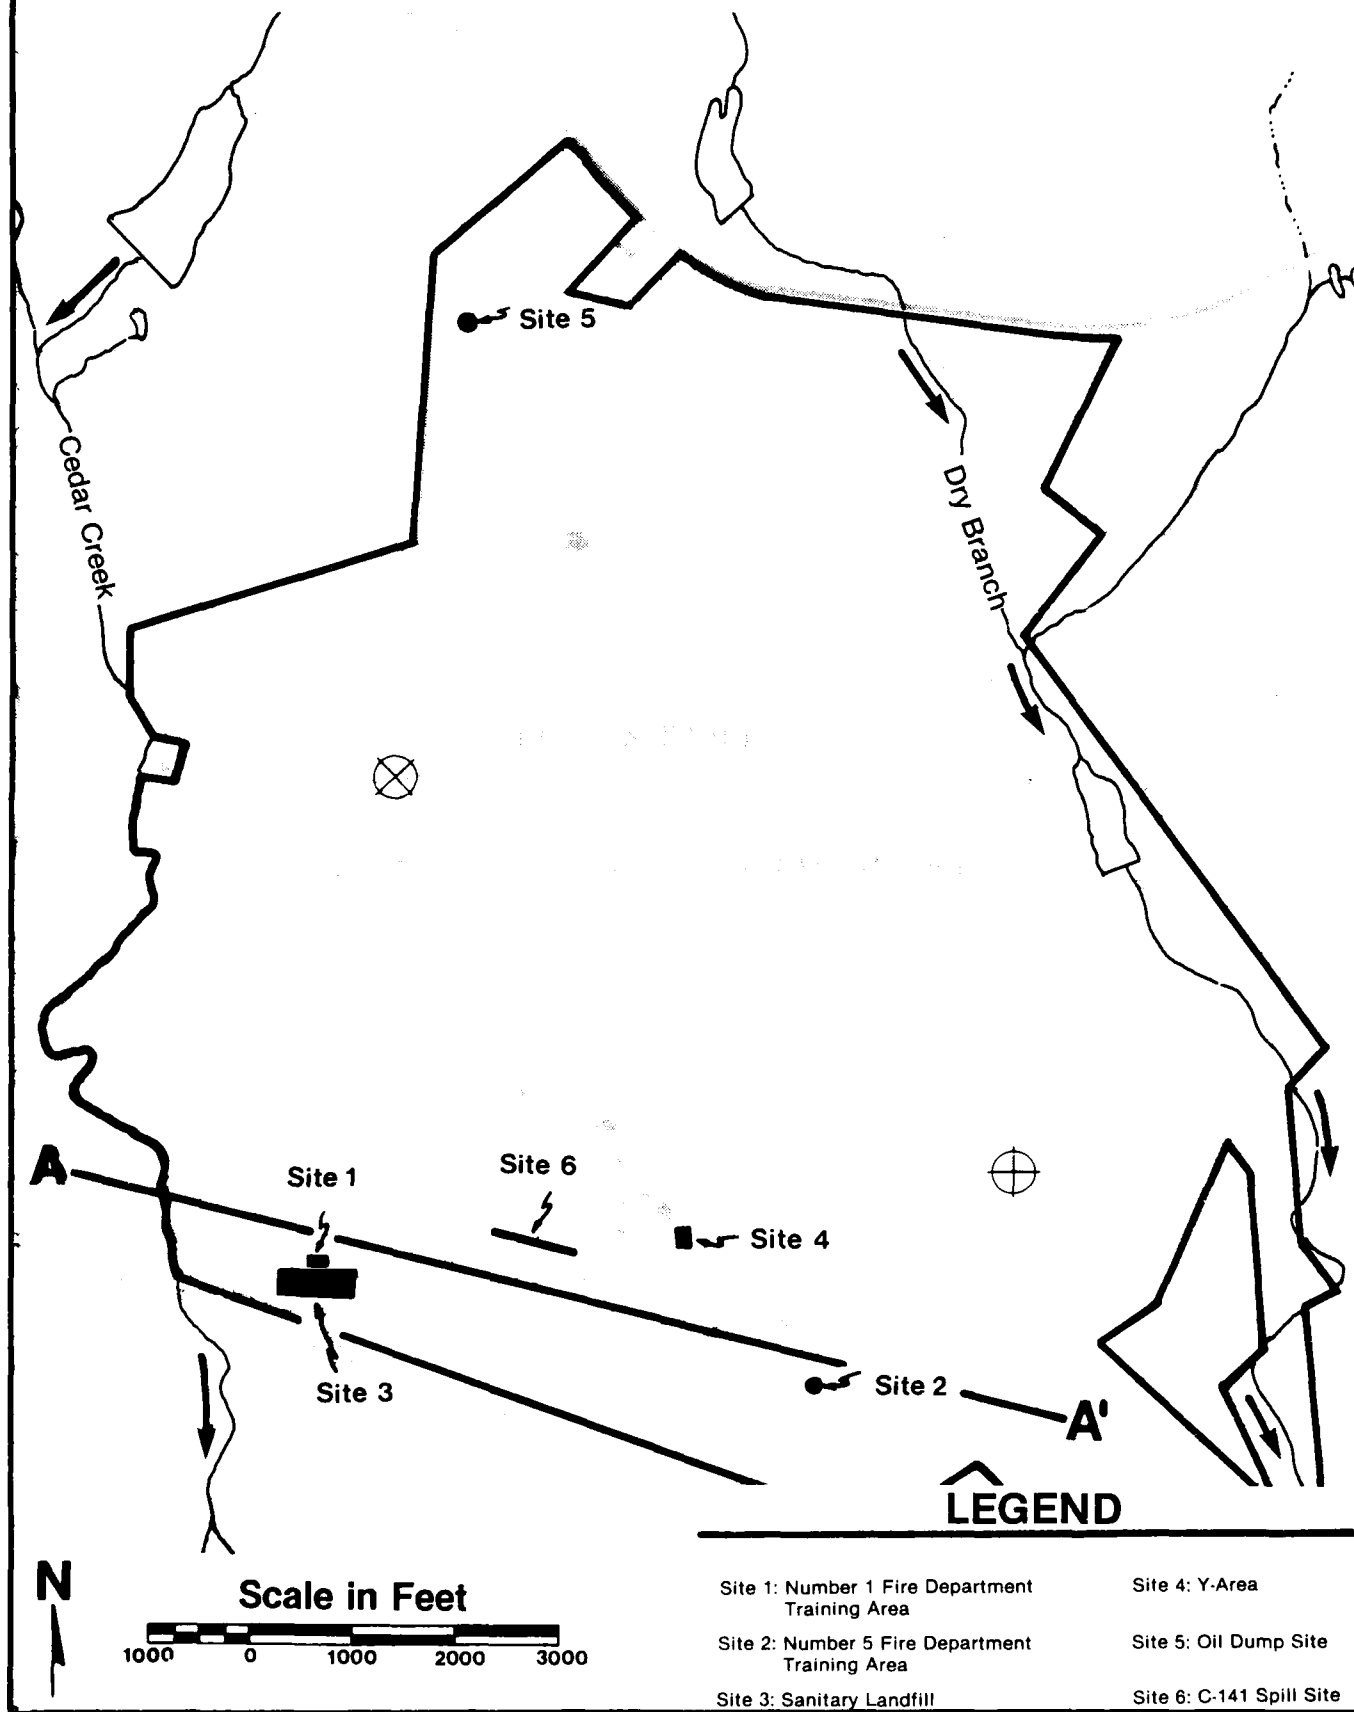 Site 5
Cedar Creek
Dry Branch
A
Site 1
Site 6
Site 4
Site 3
Site 2
A'
LEGEND
N
Scale in Feet
1000 0 1000 2000 3000
Site 1: Number 1 Fire Department
Training Area
Site 2: Number 5 Fire Department
Training Area
Site 3: Sanitary Landfill
Site 4: Y-Area
Site 5: Oil Dump Site
Site 6: C-141 Spill Site